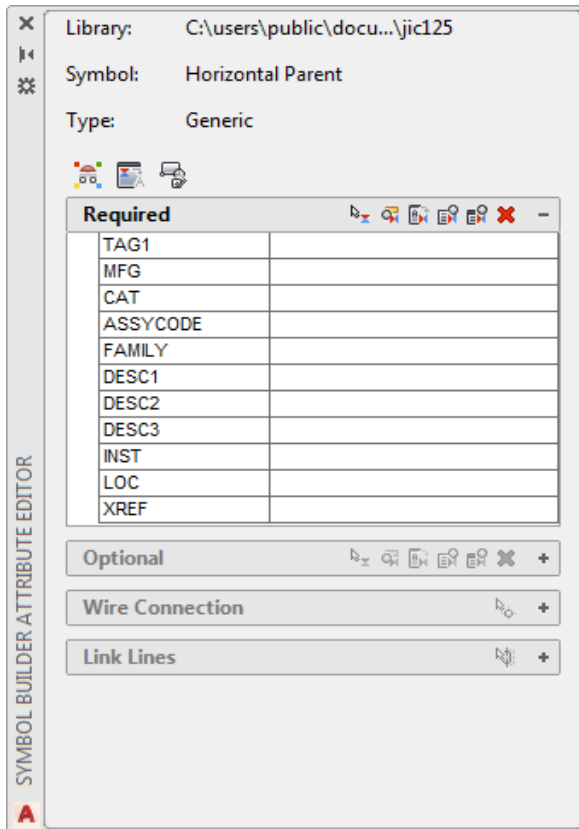 Library: C:\users\public\docu...\jic125
Symbol: Horizontal Parent
Type: Generic
Required
TAG1
MFG
CAT
ASSYCODE
FAMILY
DESC1
DESC2
DESC3
INST
LOC
XREF
Optional
Wire Connection
Link Lines
SYMBOL BUILDER ATTRIBUTE EDITOR